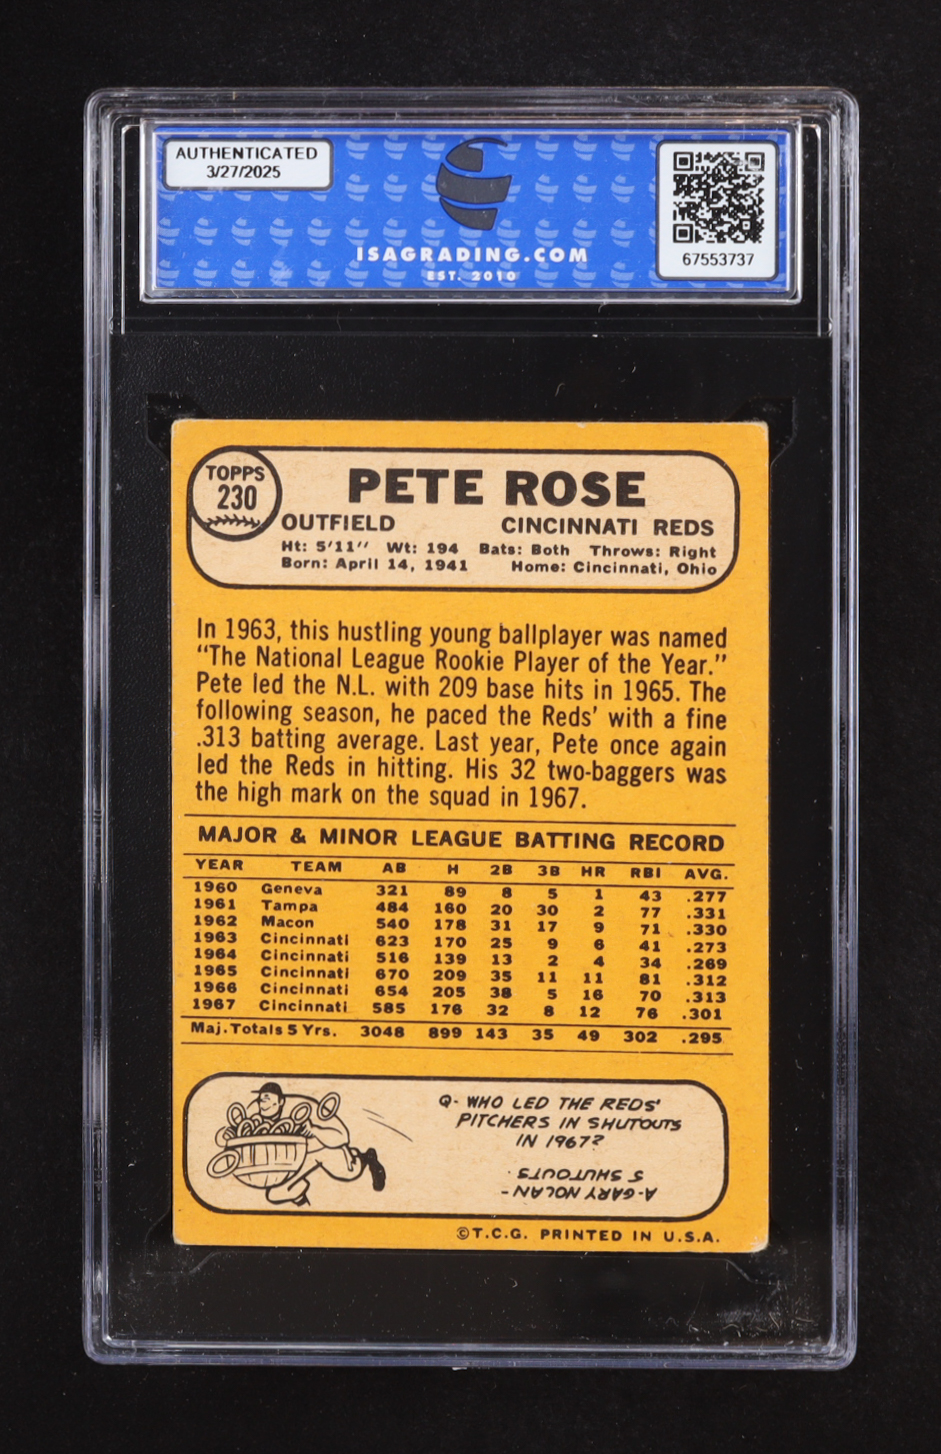 AUTHENTICATED
3/27/2025
ISAGRADING.COM
EST. 2010
67553737
TOPPS
230
PETE ROSE
OUTFIELD CINCINNATI REDS
Ht: 5'11" Wt: 194 Bats: Both Throws: Right
Born: April 14, 1941 Home: Cincinnati, Ohio
In 1963, this hustling young ballplayer was named
"The National League Rookie Player of the Year."
Pete led the N.L. with 209 base hits in 1965. The
following season, he paced the Reds' with a fine
.313 batting average. Last year, Pete once again
led the Reds in hitting. His 32 two-baggers was
the high mark on the squad in 1967.
MAJOR & MINOR LEAGUE BATTING RECORD
YEAR TEAM AB H 2B 3B HR RBI AVG.
1960 Geneva 321 89 8 5 1 43 .277
1961 Tampa 484 160 20 30 2 77 .331
1962 Macon 540 178 31 17 9 71 .330
1963 Cincinnati 623 170 25 9 6 41 .273
1964 Cincinnati 516 139 13 2 4 34 .269
1965 Cincinnati 670 209 35 11 11 81 .312
1966 Cincinnati 654 205 38 5 16 70 .313
1967 Cincinnati 585 176 32 8 12 76 .301
Maj. Totals 5 Yrs. 3048 899 143 35 49 302 .295
Q- WHO LED THE REDS'
PITCHERS IN SHUTOUTS
IN 1967?
A-GARY NOLAN -
5 SHUTOUTS.
©T.C.G. PRINTED IN U.S.A.